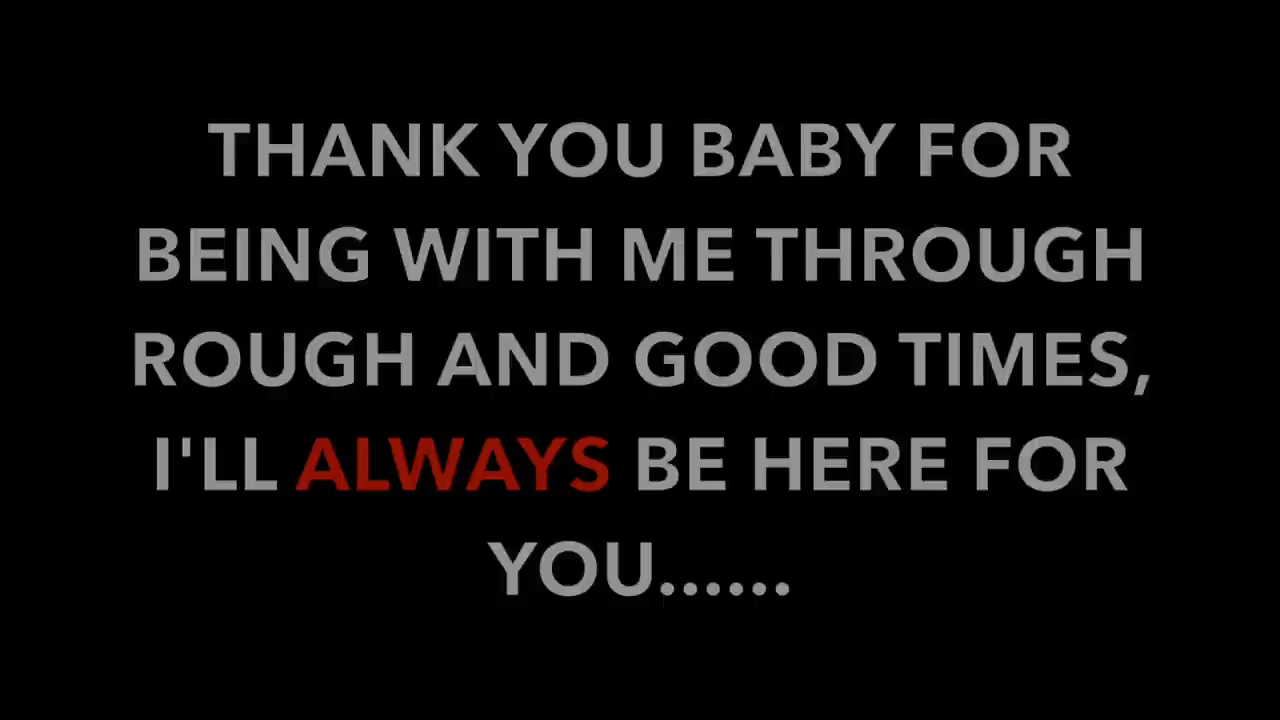 THANK YOU BABY FOR
BEING WITH ME THROUGH
ROUGH AND GOOD TIMES,
I'LL ALWAYS BE HERE FOR
YOU......